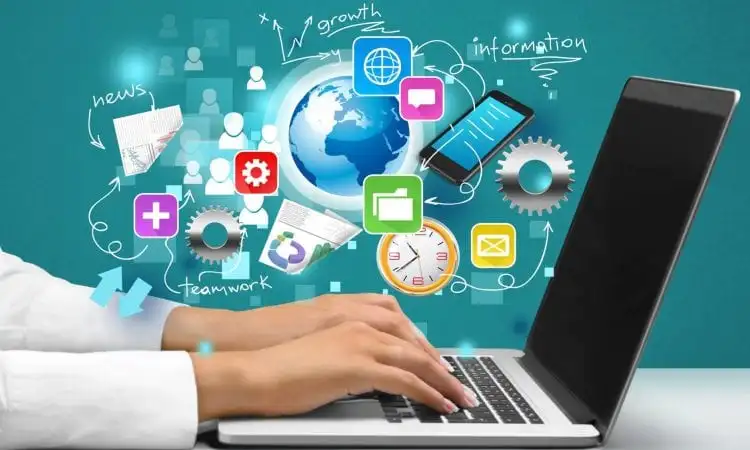 x
growth
y
information
news
teamwork